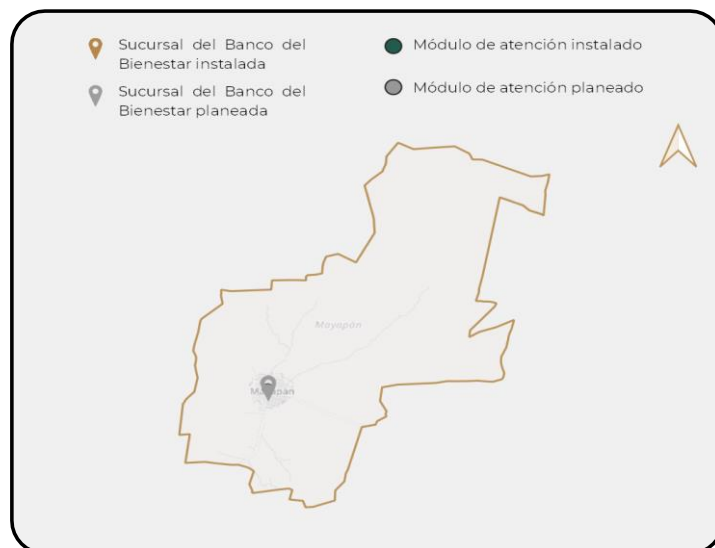 Sucursal del Banco del
Bienestar instalada
Módulo de atención instalado
Sucursal del Banco del
Bienestar planeada
Módulo de atención planeado
Mayapán
Mayapán